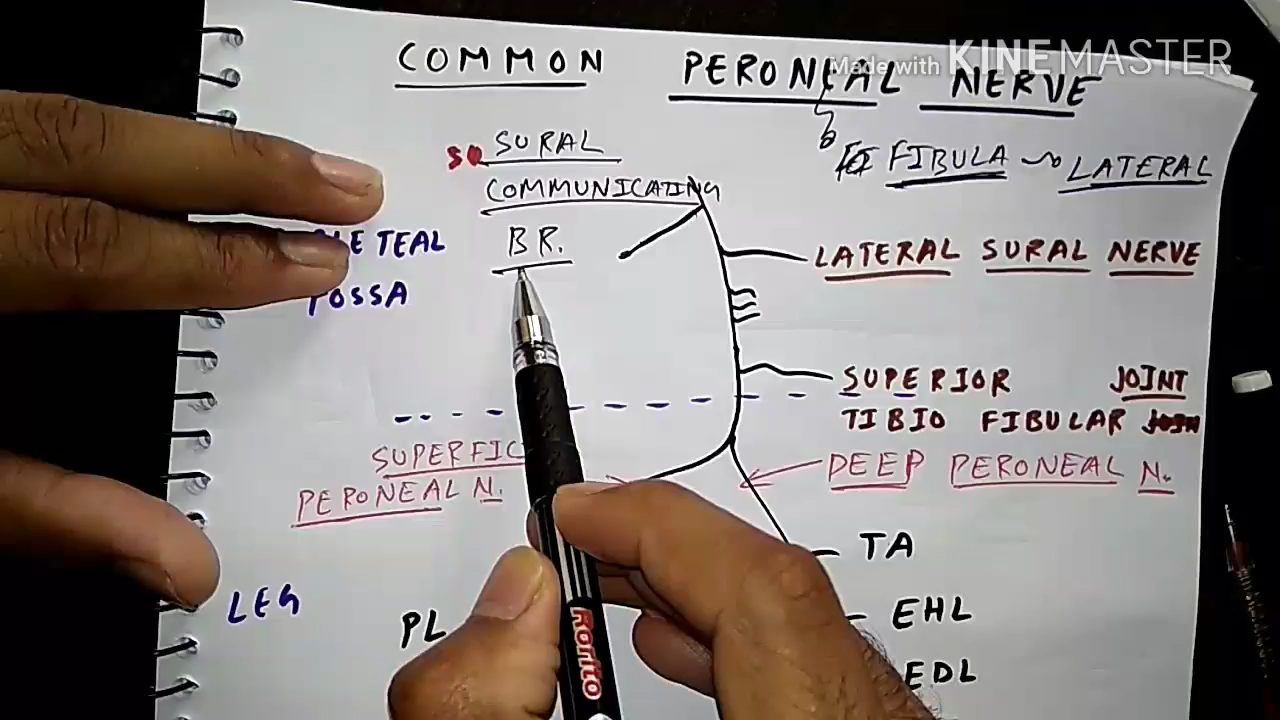 COMMON PERONEAL NERVE
Made with KINEMASTER
SURAL
COMMUNICATING
BR.
FIBULA LATERAL
TEAL
FOSSA
LATERAL SURAL NERVE
SUPERIOR JOINT
TIBIO FIBULAR
SUPERFIC
PERONEAL N.
DEEP PERONEAL N.
TA
LEG
PL
EHL
EDL
Rorito